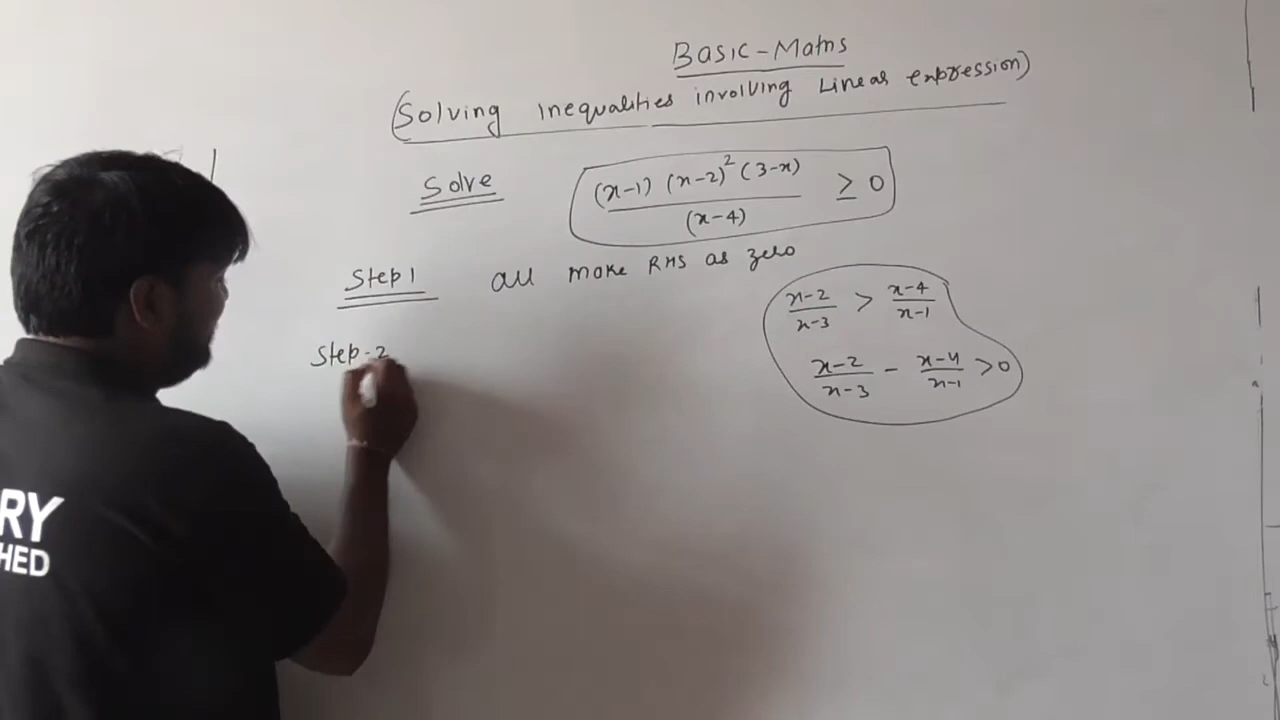 Basic-Maths
(Solving inequalities involving Linear expression)
Solve (x-1) (x-2)² (3-x) / (x-4) ≥ 0
Step 1 all make RHS as zero
x-2 / x-3 > x-4 / x-1
Step-2
x-2 / x-3 - x-4 / x-1 > 0
RY
HED